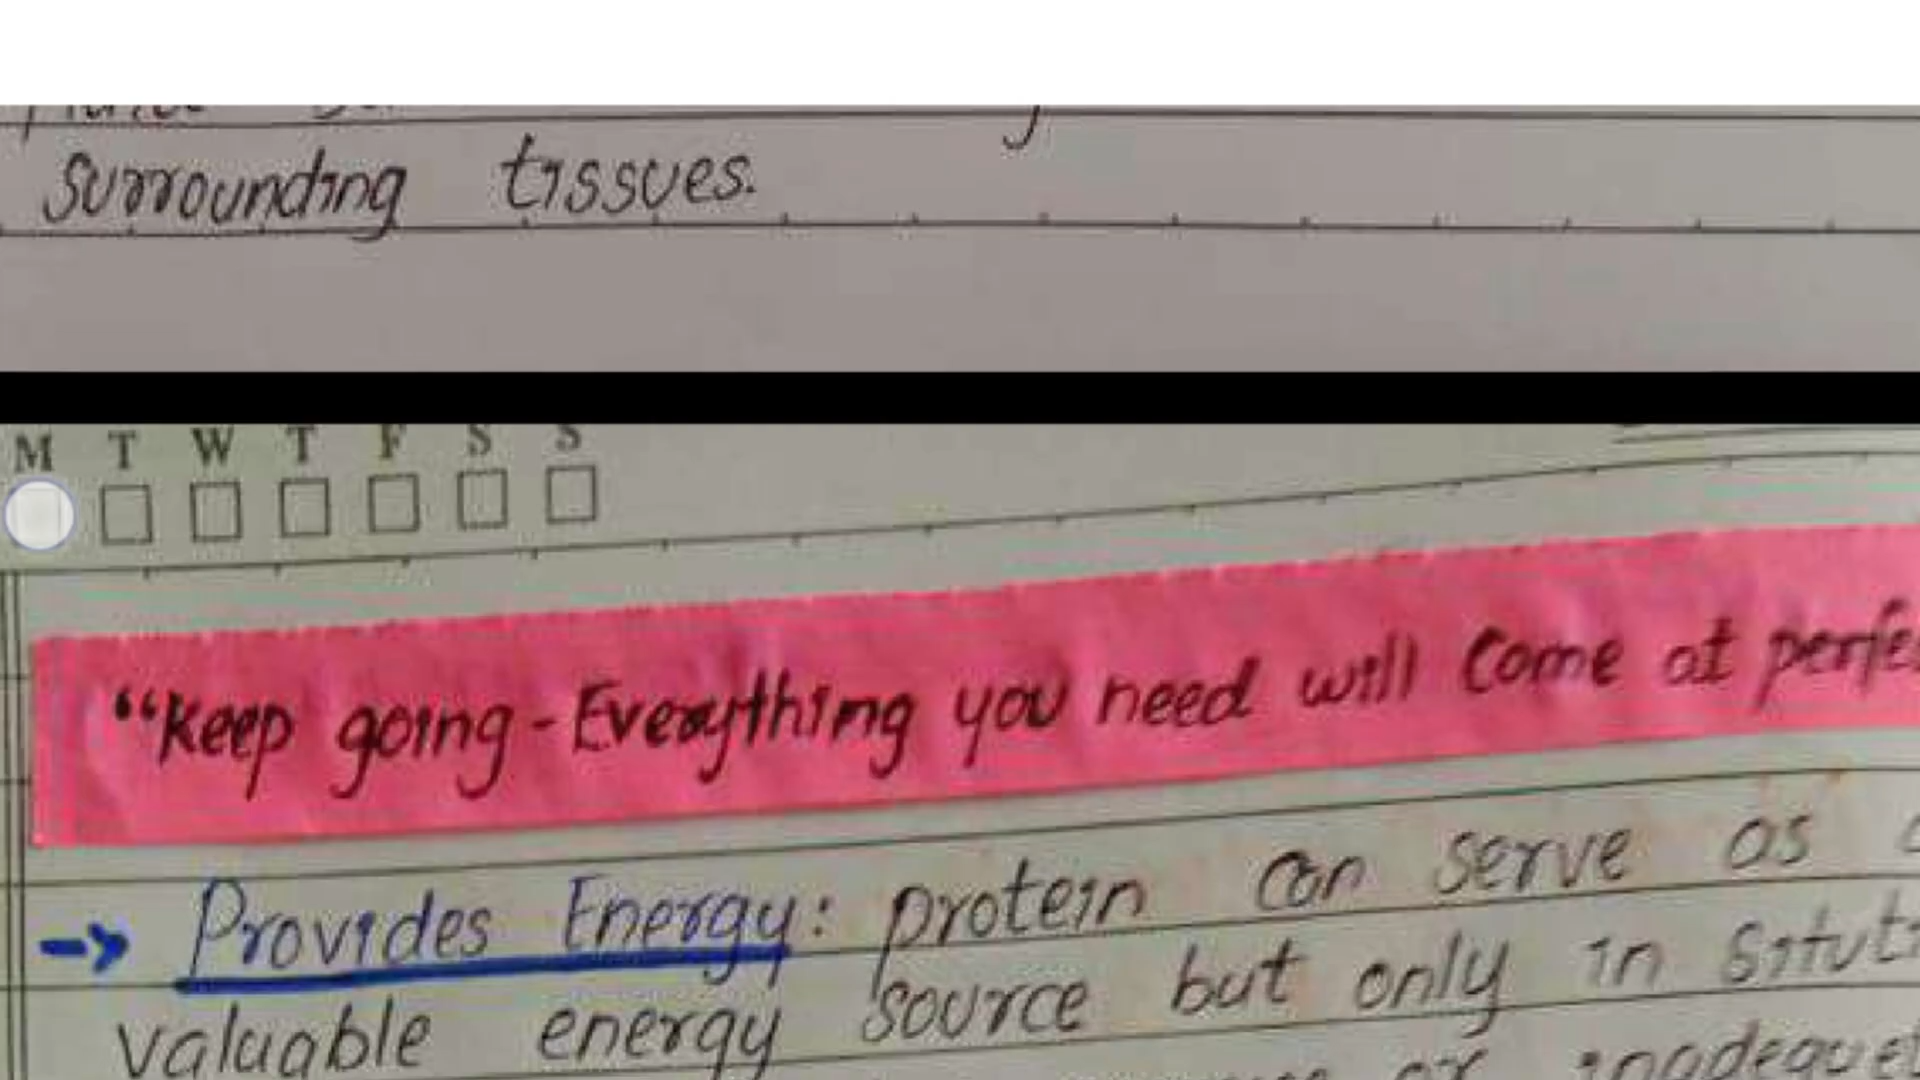 surrounding tissues.
M T W T F S S
"Keep going - Everything you need will come at
→ Provides Energy: protein can serve as
valuable energy source but only in
or